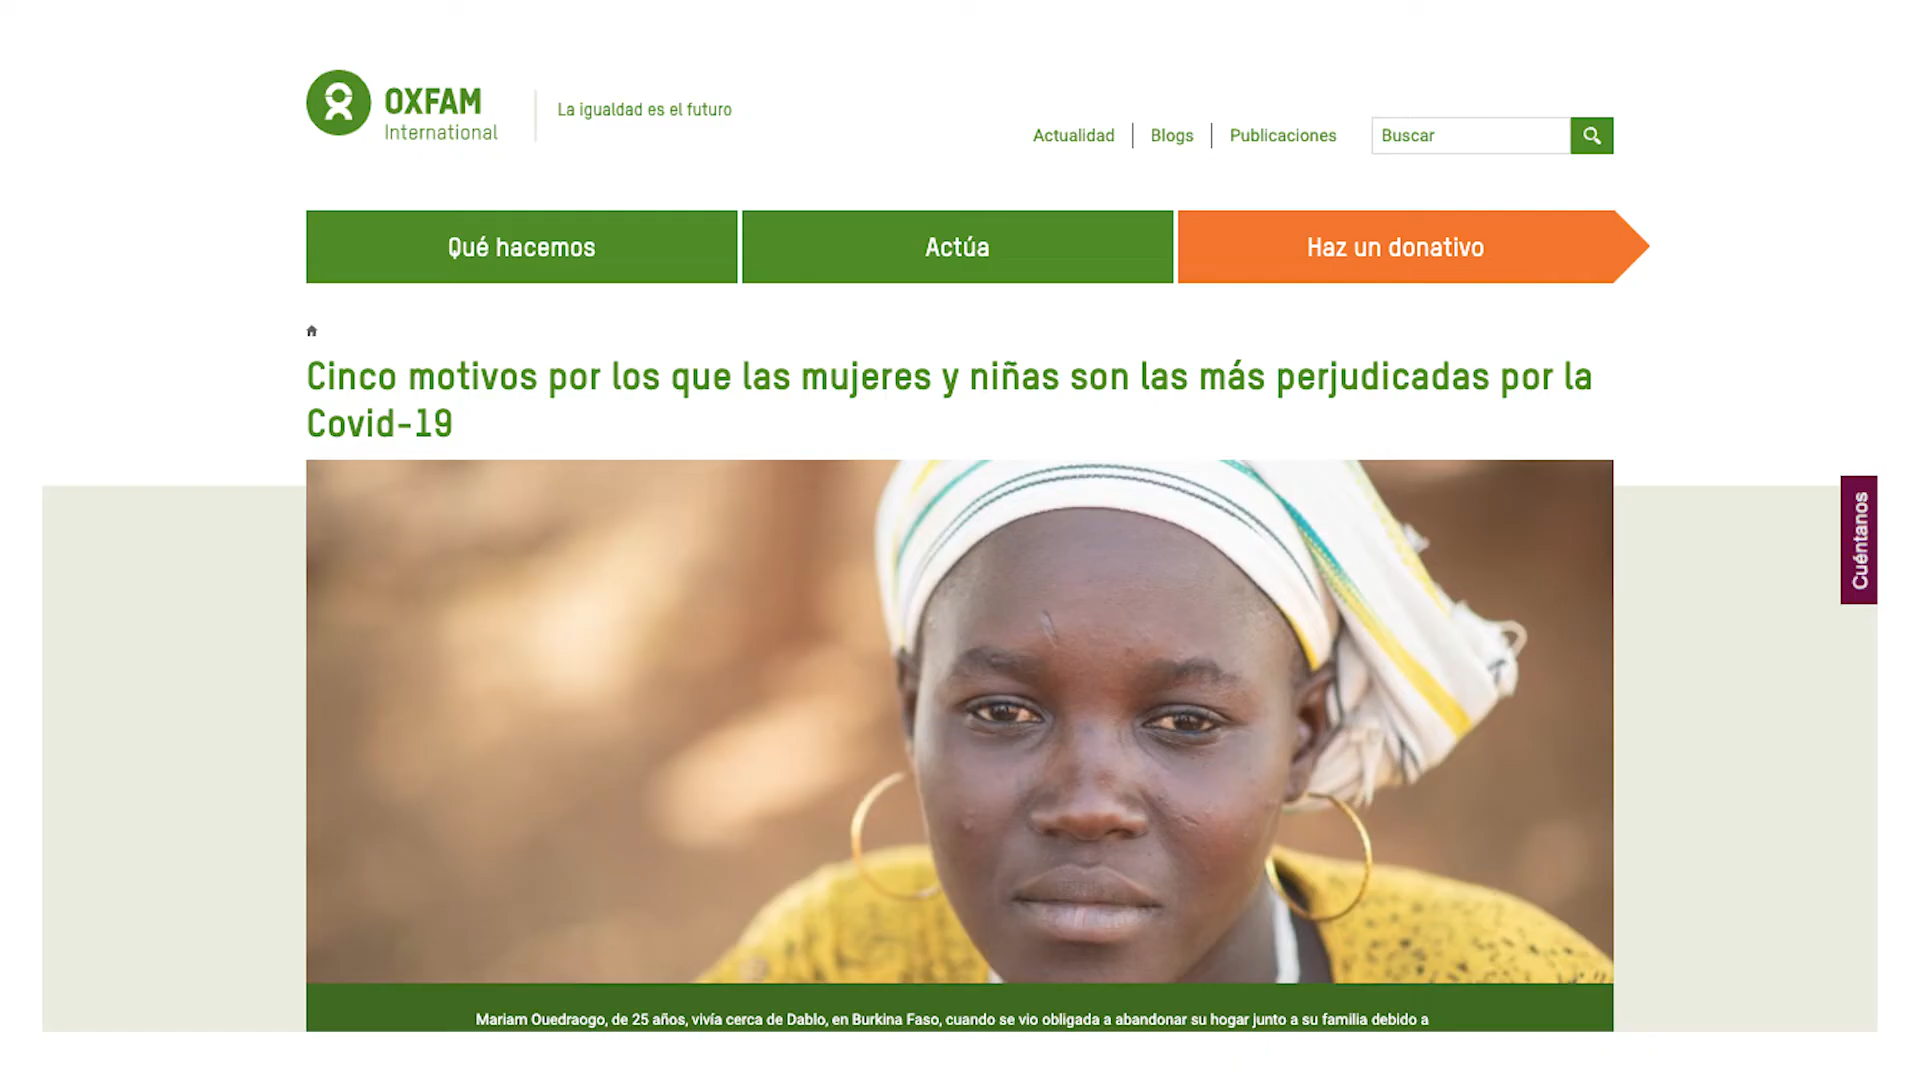 OXFAM
International
La igualdad es el futuro
Actualidad
Blogs
Publicaciones
Buscar
Qué hacemos
Actúa
Haz un donativo
Cinco motivos por los que las mujeres y niñas son las más perjudicadas por la
Covid-19
Cuéntanos
Mariam Ouedraogo, de 25 años, vivía cerca de Dablo, en Burkina Faso, cuando se vio obligada a abandonar su hogar junto a su familia debido a